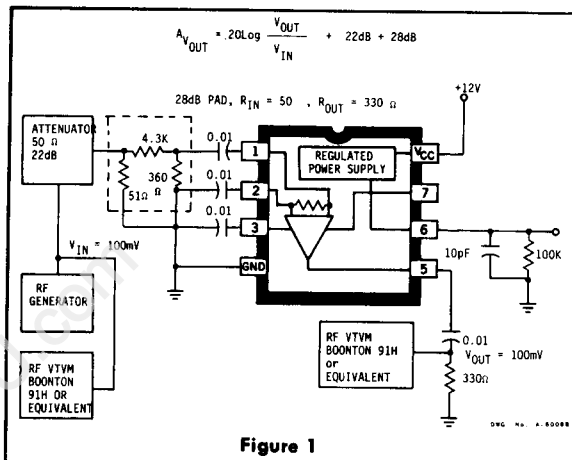 A_VOUT = 20Log V_OUT / V_IN + 22dB + 28dB
28dB PAD, R_IN = 50 , R_OUT = 330 Ω
+12V
ATTENUATOR
50 Ω
22dB
4.3K
51Ω
360
Ω
0.01
0.01
0.01
1
2
3
GND
REGULATED
POWER SUPPLY
V_CC
7
6
5
10pF
100K
V_IN = 100mV
RF
GENERATOR
RF VTVM
BOONTON
91H OR
EQUIVALENT
RF VTVM
BOONTON 91H
or
EQUIVALENT
0.01
V_OUT = 100mV
330Ω
DWG. No. A-6008B
Figure 1